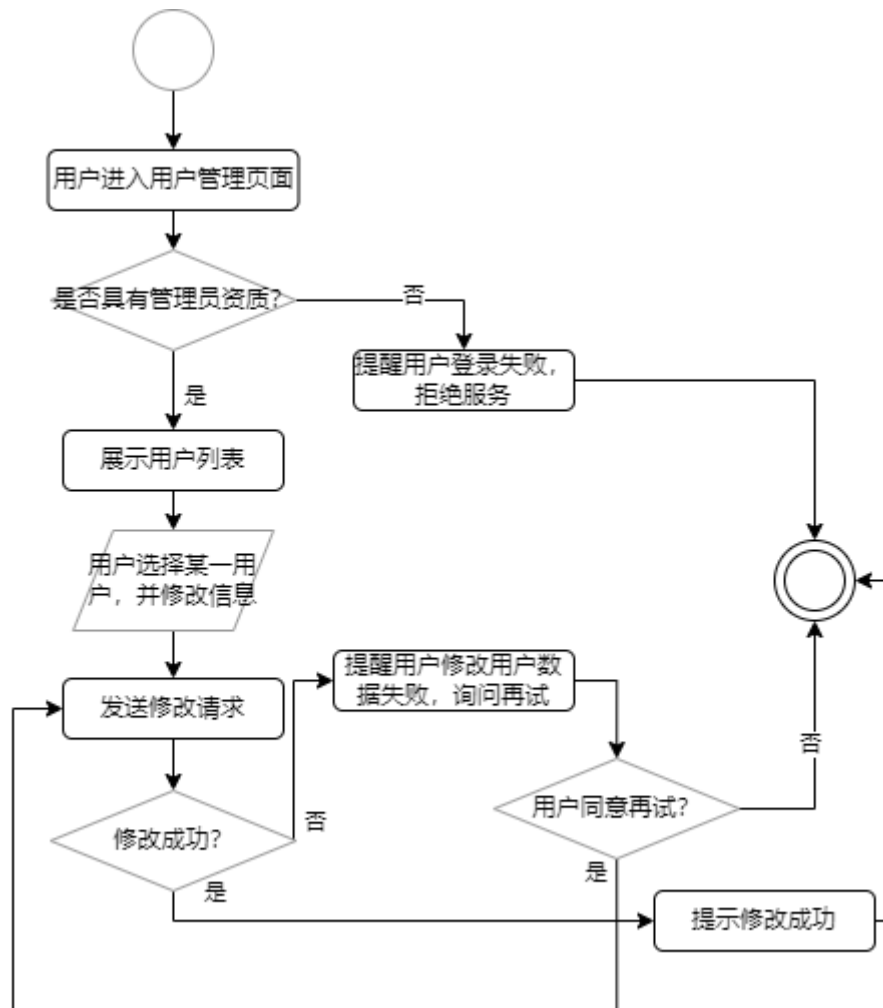 用户进入用户管理页面
是否具有管理员资质?
否
提醒用户登录失败，
拒绝服务
是
展示用户列表
用户选择某一用
户，并修改信息
提醒用户修改用户数
据失败，询问再试
发送修改请求
否
用户同意再试?
修改成功?
否
是
是
提示修改成功